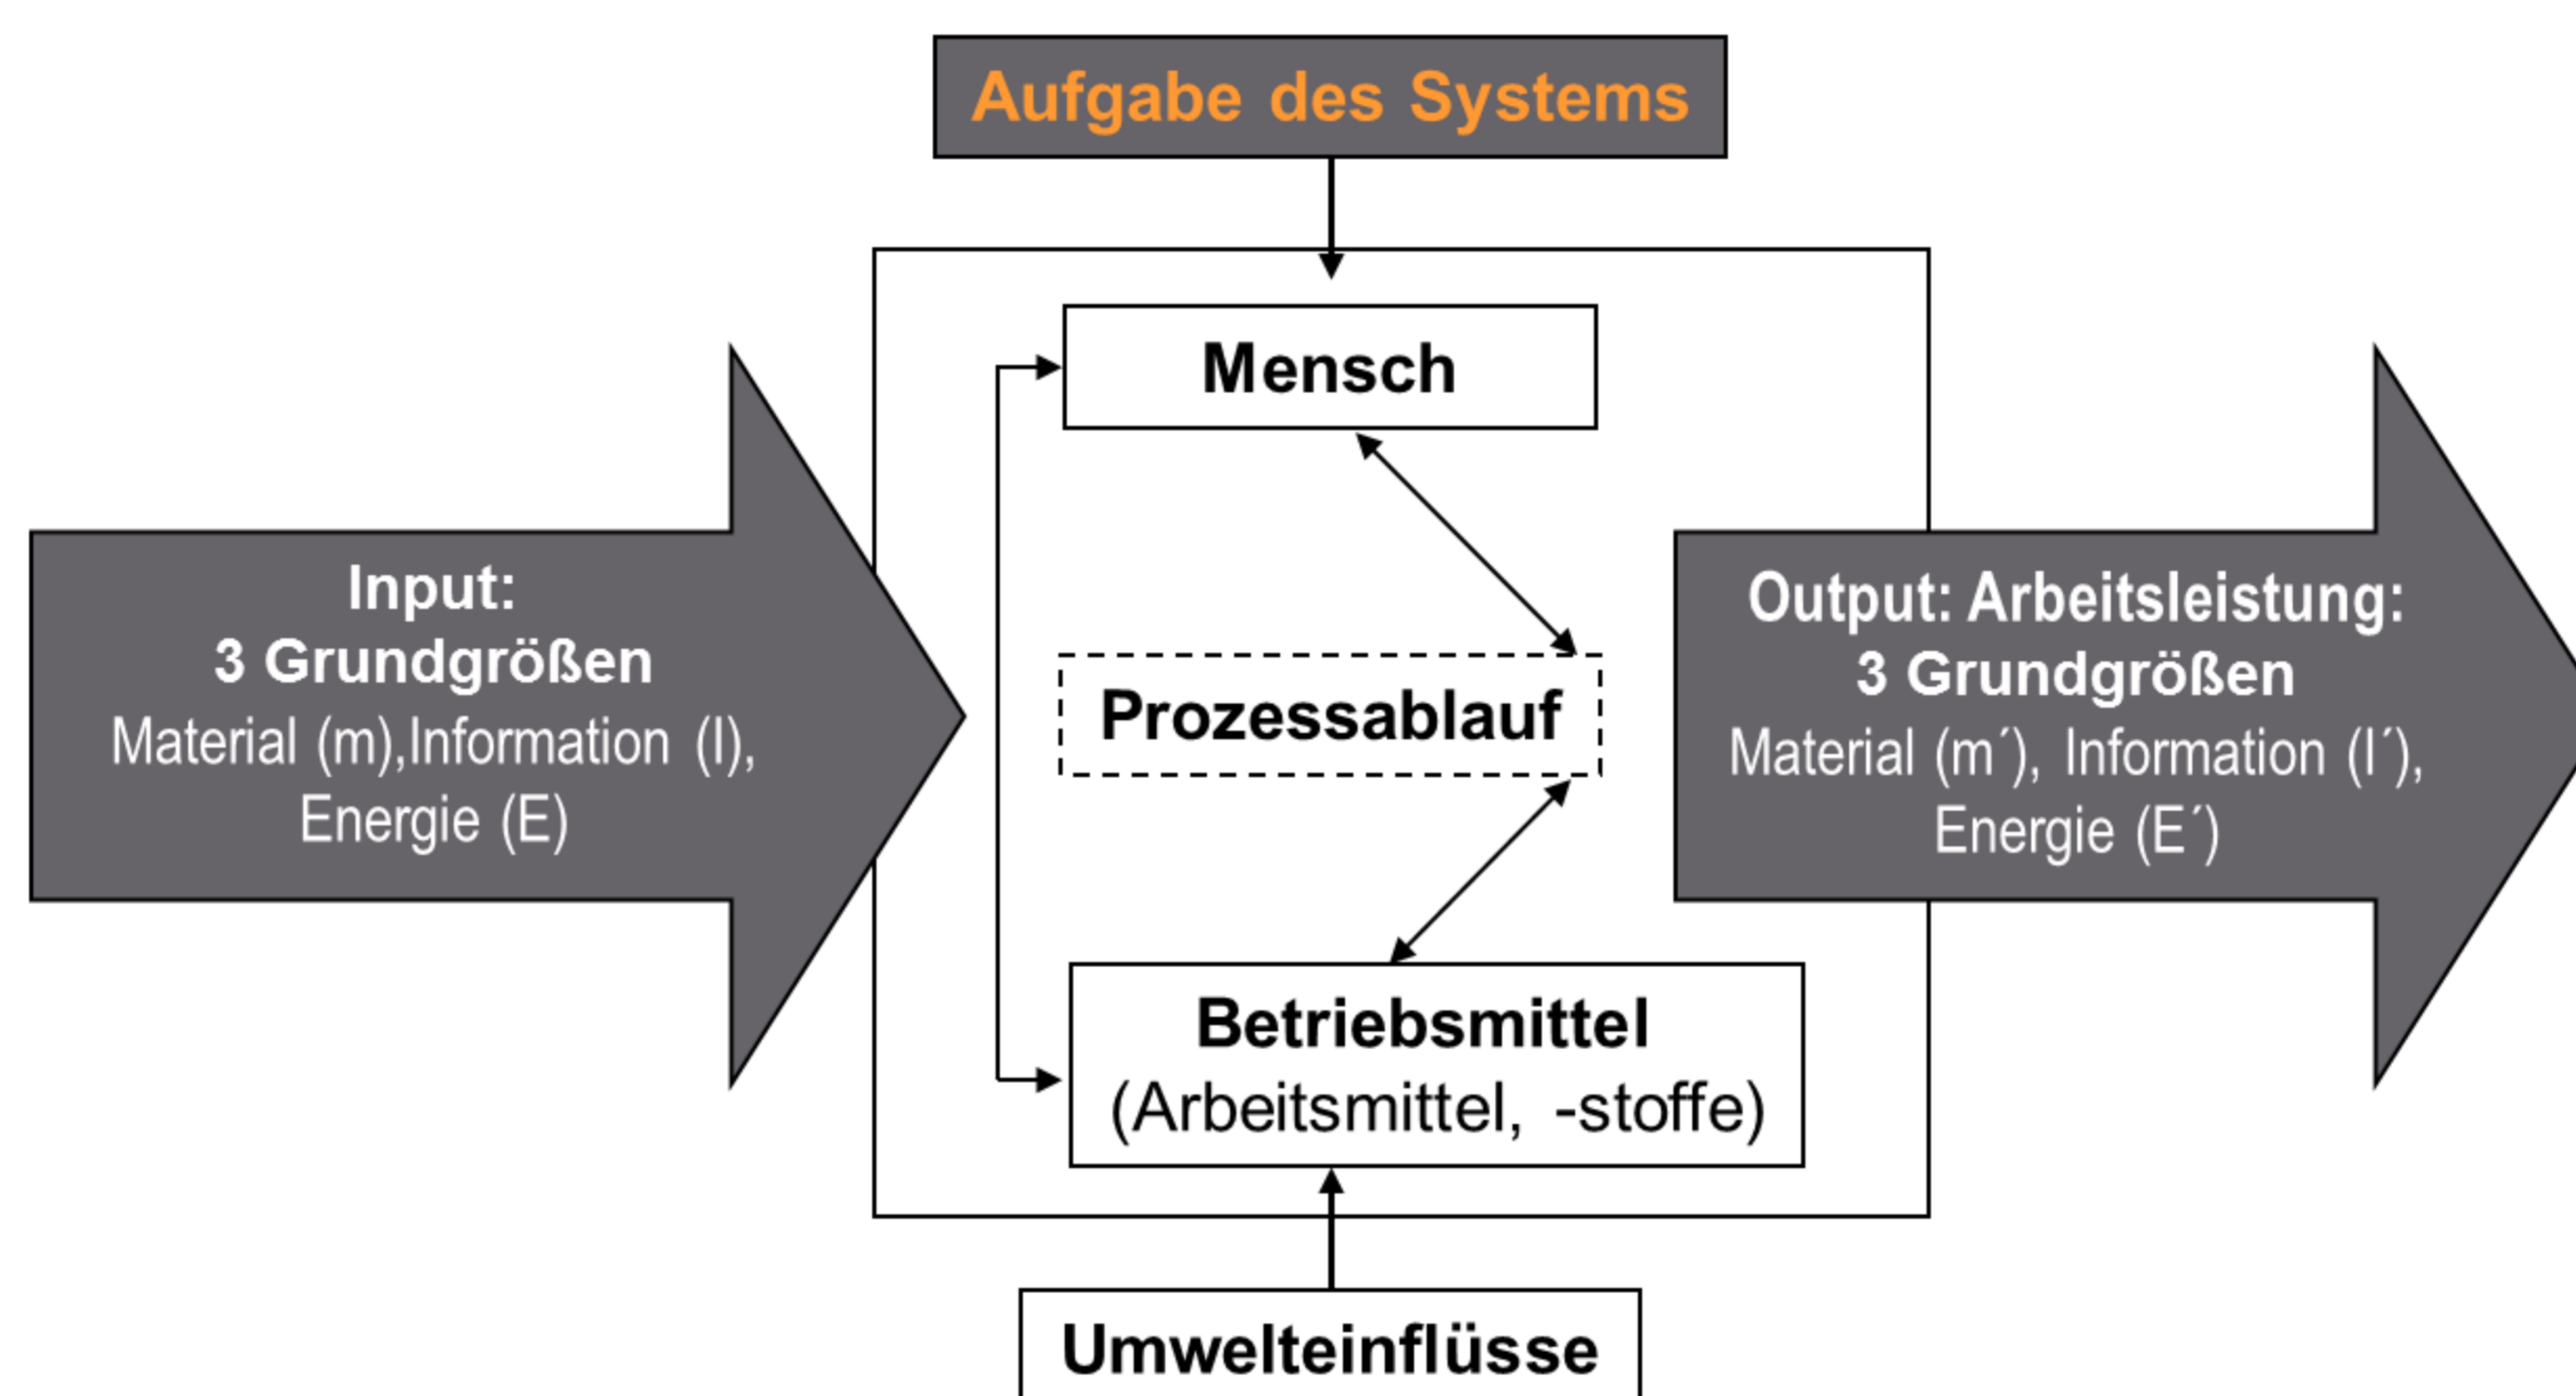 Aufgabe des Systems
Mensch
Input:
3 Grundgrößen
Material (m),Information (I),
Energie (E)
Prozessablauf
Output: Arbeitsleistung:
3 Grundgrößen
Material (m´), Information (I´),
Energie (E´)
Betriebsmittel
(Arbeitsmittel, -stoffe)
Umwelteinflüsse